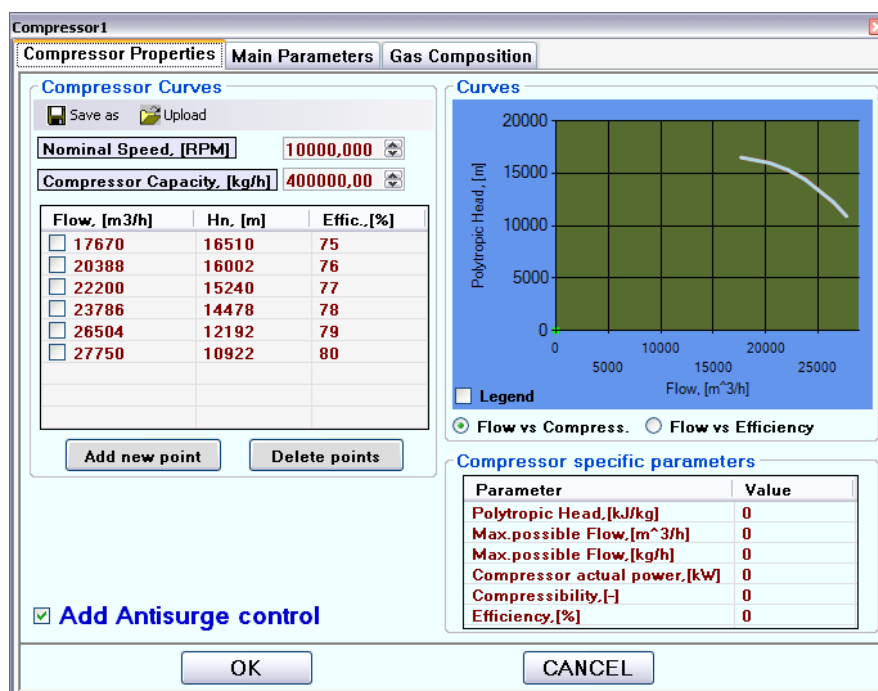 Compressor1
Compressor Properties Main Parameters Gas Composition
Compressor Curves
Save as Upload
Nominal Speed, [RPM] 10000,000
Compressor Capacity, [kg/h] 400000,00
Flow, [m3/h] Hn, [m] Effic.,[%]
17670 16510 75
20388 16002 76
22200 15240 77
23786 14478 78
26504 12192 79
27750 10922 80
Add new point Delete points
Add Antisurge control
Curves
20000
15000
10000
5000
0
Polytropic Head, [m]
0 10000 20000
5000 15000 25000
Flow, [m^3/h]
Legend
Flow vs Compress. Flow vs Efficiency
Compressor specific parameters
Parameter Value
Polytropic Head,[kJ/kg] 0
Max.possible Flow,[m^3/h] 0
Max.possible Flow,[kg/h] 0
Compressor actual power,[kW] 0
Compressibility,[-] 0
Efficiency,[%] 0
OK CANCEL